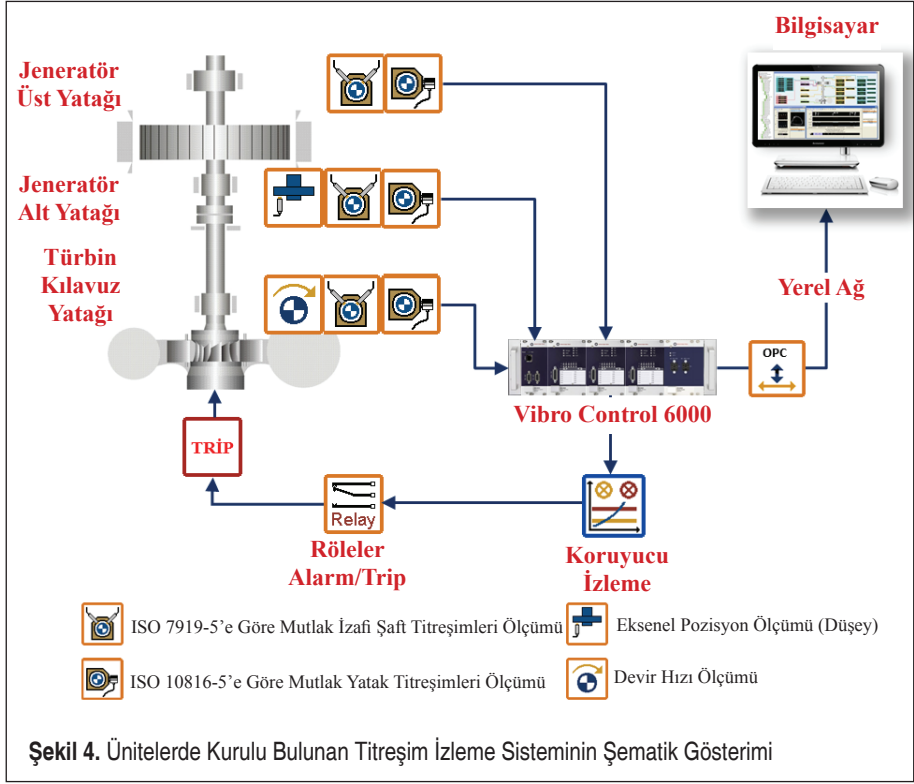 Bilgisayar
Jeneratör
Üst Yatağı
Jeneratör
Alt Yatağı
Türbin
Kılavuz
Yatağı
Yerel Ağ
OPC
Vibro Control 6000
TRİP
Relay
Röleler
Alarm/Trip
Koruyucu
İzleme
ISO 7919-5’e Göre Mutlak İzafi Şaft Titreşimleri Ölçümü
Eksenel Pozisyon Ölçümü (Düşey)
ISO 10816-5’e Göre Mutlak Yatak Titreşimleri Ölçümü
Devir Hızı Ölçümü
Şekil 4. Ünitelerde Kurulu Bulunan Titreşim İzleme Sisteminin Şematik Gösterimi